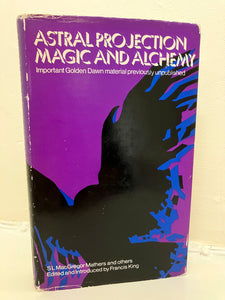 ASTRAL PROJECTION
MAGIC AND ALCHEMY
Important Golden Dawn material previously unpublished
S L MacGregor Mathers and others
Edited and introduced by Francis King